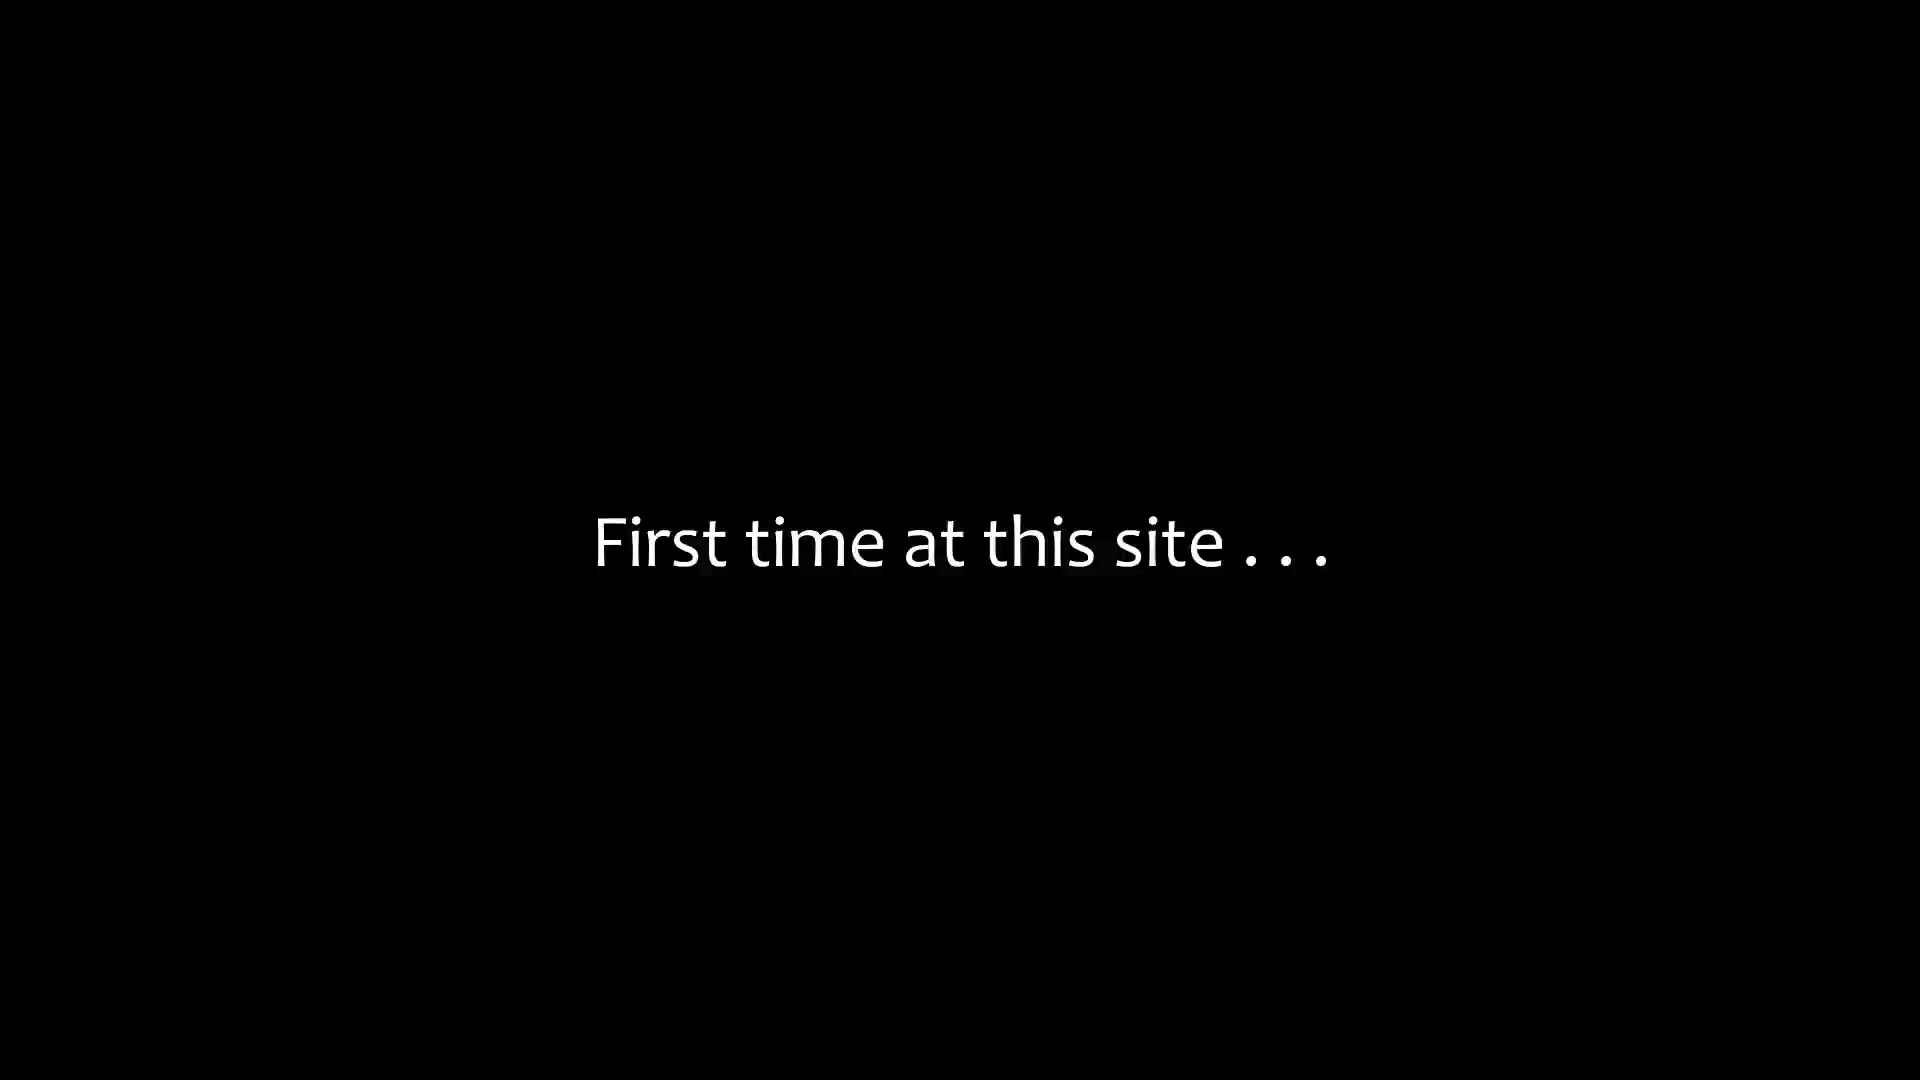 First time at this site . . .